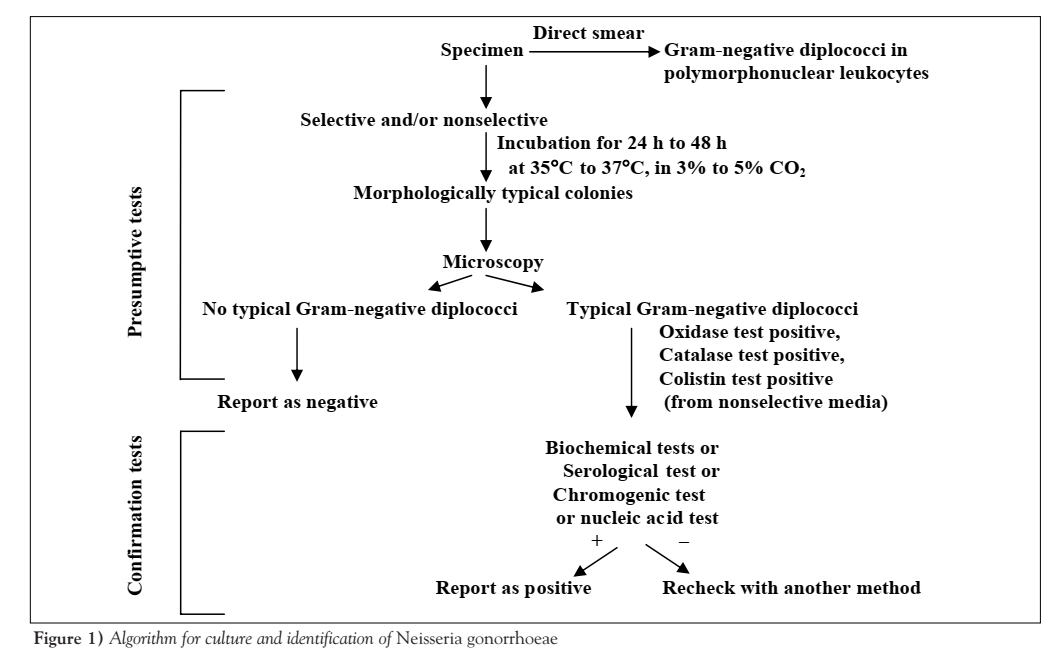 Direct smear
Specimen
Gram-negative diplococci in
polymorphonuclear leukocytes
Presumptive tests
Selective and/or nonselective
Incubation for 24 h to 48 h
at 35°C to 37°C, in 3% to 5% CO₂
Morphologically typical colonies
Microscopy
No typical Gram-negative diplococci
Typical Gram-negative diplococci
Oxidase test positive,
Catalase test positive,
Colistin test positive
(from nonselective media)
Report as negative
Confirmation tests
Biochemical tests or
Serological test or
Chromogenic test
or nucleic acid test
+ –
Report as positive
Recheck with another method
Figure 1) Algorithm for culture and identification of Neisseria gonorrhoeae